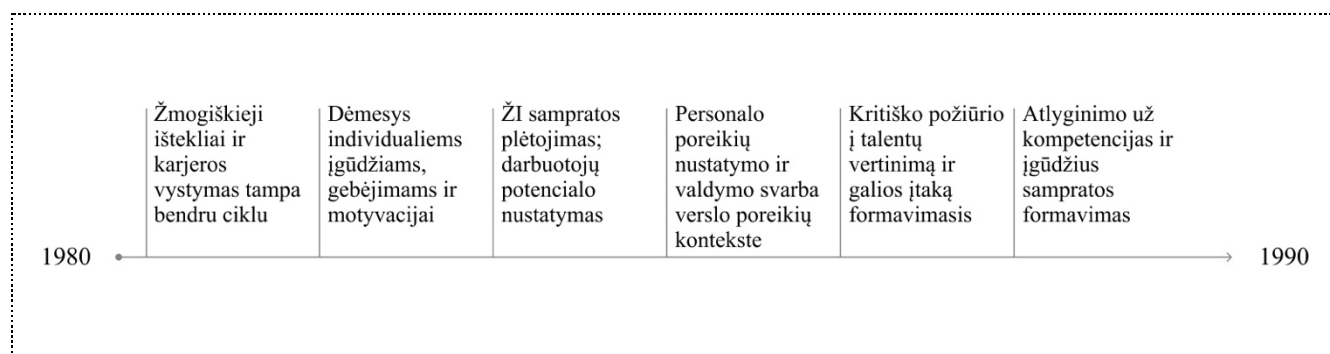 Žmogiškieji
ištekliai ir
karjeros
vystymas tampa
bendru ciklu
Dėmesys
individualiems
įgūdžiams,
gebėjimams ir
motyvacijai
ŽI sampratos
plėtojimas;
darbuotojų
potencialo
nustatymas
Personalo
poreikių
nustatymo ir
valdymo svarba
verslo poreikių
kontekste
Kritiško požiūrio
į talentų
vertinimą ir
galios įtaką
formavimasis
Atlyginimo už
kompetencijas ir
įgūdžius
sampratos
formavimas
1980
1990